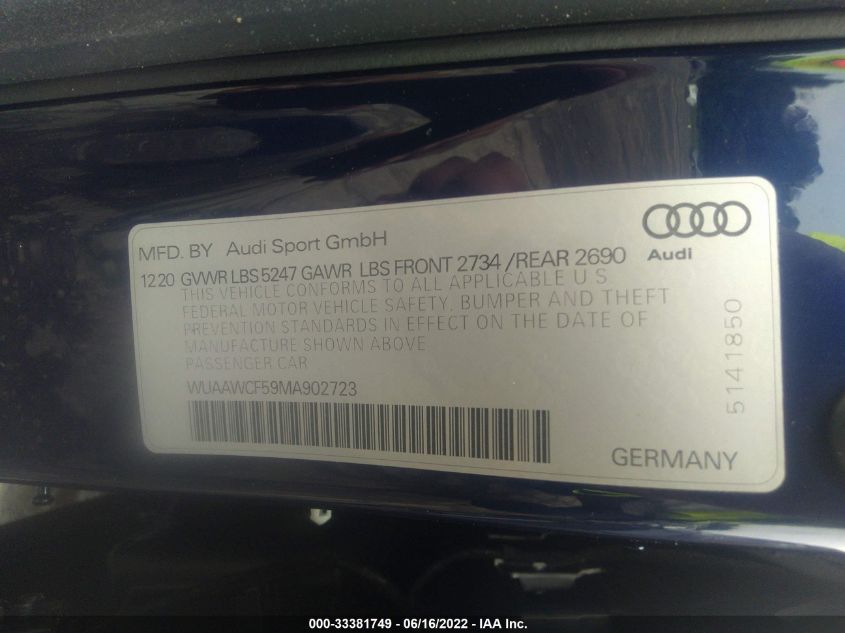 MFD. BY Audi Sport GmbH
Audi
12 20 GVWR LBS 5247 GAWR LBS FRONT 2734 /REAR 2690
THIS VEHICLE CONFORMS TO ALL APPLICABLE U S
FEDERAL MOTOR VEHICLE SAFETY, BUMPER AND THEFT
PREVENTION STANDARDS IN EFFECT ON THE DATE OF
MANUFACTURE SHOWN ABOVE
PASSENGER CAR
WUAAWCF59MA902723
5141850
GERMANY
000-33381749 - 06/16/2022 - IAA Inc.